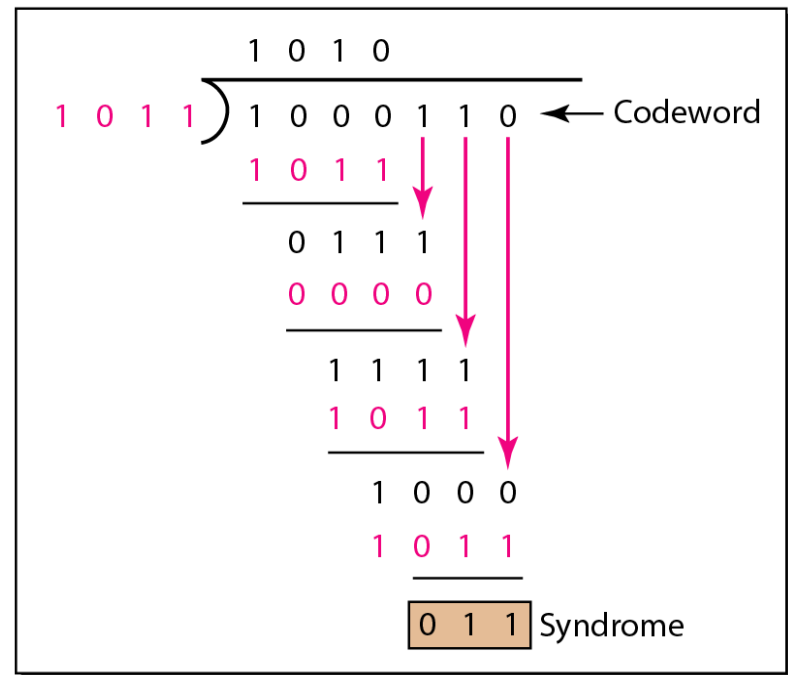 1 0 1 0
1 0 1 1 1 0 0 0 1 1 0 Codeword
1 0 1 1
0 1 1 1
0 0 0 0
1 1 1 1
1 0 1 1
1 0 0 0
1 0 1 1
0 1 1 Syndrome